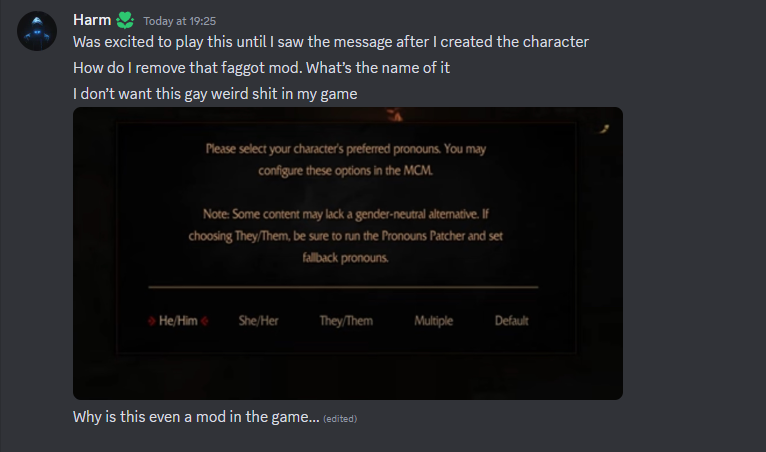 Harm Today at 19:25
Was excited to play this until I saw the message after I created the character
How do I remove that faggot mod. What's the name of it
I don't want this gay weird shit in my game
Please select your character's preferred pronouns. You may
configure these options in the MCM.
Note: Some content may lack a gender-neutral alternative. If
choosing They/Them, be sure to run the Pronouns Patcher and set
fallback pronouns.
He/Him She/Her They/Them Multiple Default
Why is this even a mod in the game... (edited)